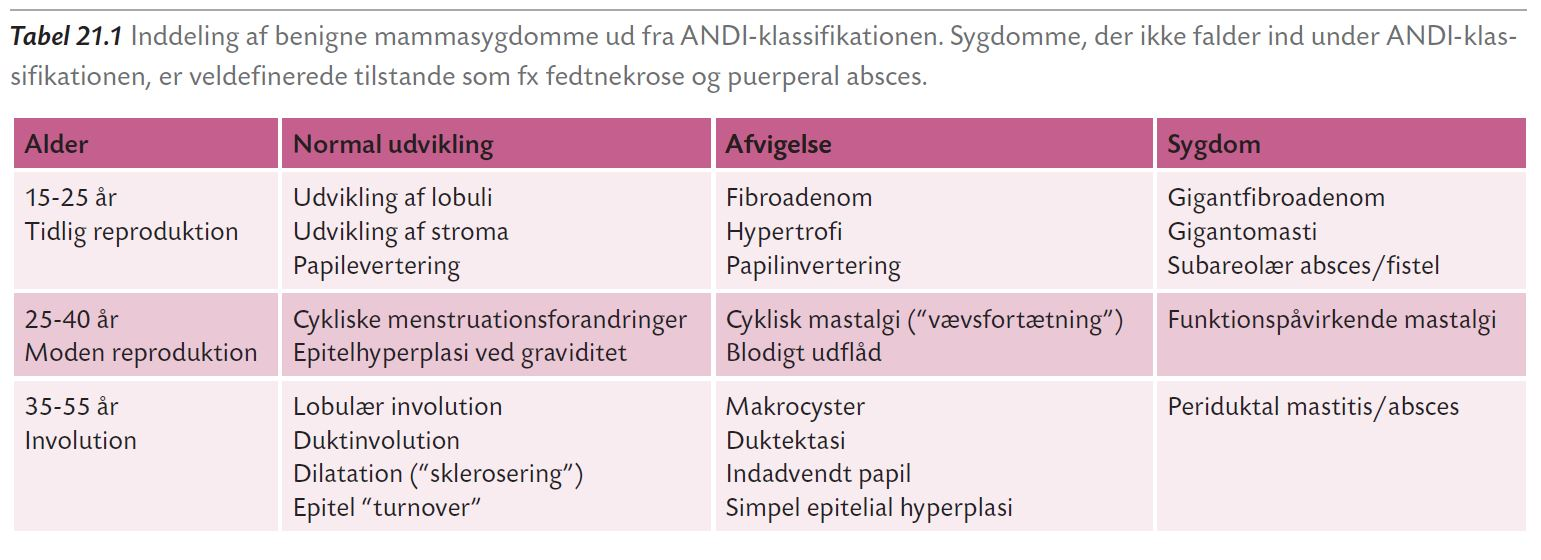 Tabel 21.1 Inddeling af benigne mammasygdomme ud fra ANDI-klassifikationen. Sygdomme, der ikke falder ind under ANDI-klas-
sifikationen, er veldefinerede tilstande som fx fedtnekrose og puerperal absces.
Alder Normal udvikling Afvigelse Sygdom
15-25 år Udvikling af lobuli Fibroadenom Gigantfibroadenom
Tidlig reproduktion Udvikling af stroma Hypertrofi Gigantomasti
Papilevertering Papilinvertering Subareolær absces/fistel
25-40 år Cykliske menstruationsforandringer Cyklisk mastalgi (“vævsfortætning”) Funktionspåvirkende mastalgi
Moden reproduktion Epitelhyperplasi ved graviditet Blodigt udflåd
35-55 år Lobulær involution Makrocyster Periduktal mastitis/absces
Involution Duktinvolution Duktektasi
Dilatation (“sklerosering”) Indadvendt papil
Epitel “turnover” Simpel epitelial hyperplasi